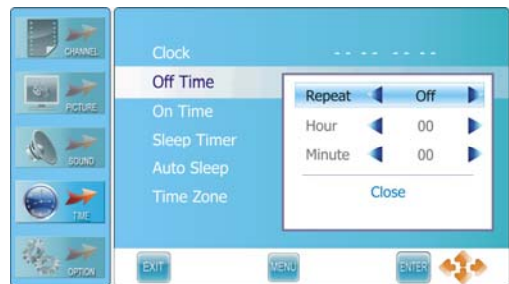 CHANNEL
PICTURE
SOUND
TIME
OPTION
Clock -- -- -- --
Off Time
On Time
Sleep Timer
Auto Sleep
Time Zone
Repeat Off
Hour 00
Minute 00
Close
EXIT MENU ENTER